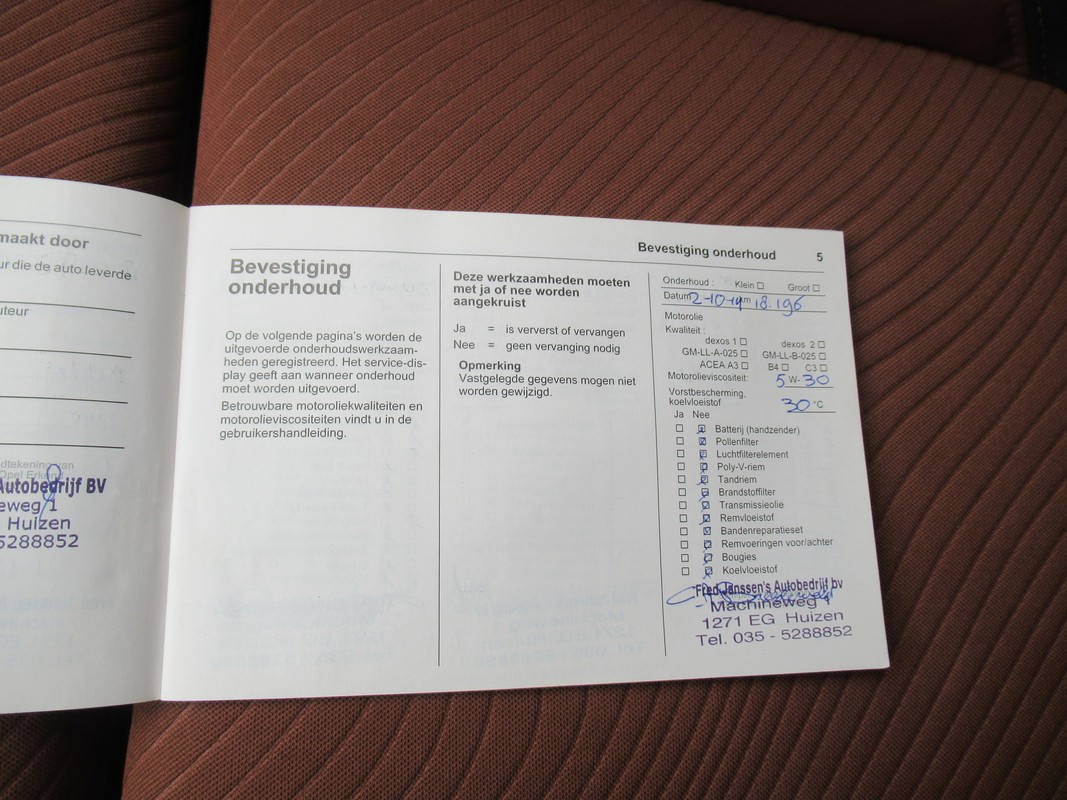 maakt door
ur die de auto leverde
uteur
dtekening van
Opel Erken
Autobedrijf BV
eweg 1
Huizen
5288852
Bevestiging onderhoud 5
Bevestiging
onderhoud
Op de volgende pagina's worden de
uitgevoerde onderhoudswerkzaam-
heden geregistreerd. Het service-dis-
play geeft aan wanneer onderhoud
moet worden uitgevoerd.
Betrouwbare motoroliekwaliteiten en
motorolieviscositeiten vindt u in de
gebruikershandleiding.
Deze werkzaamheden moeten
met ja of nee worden
aangekruist
Ja = is ververst of vervangen
Nee = geen vervanging nodig
Opmerking
Vastgelegde gegevens mogen niet
worden gewijzigd.
Onderhoud : Klein ☐ Groot ☐
Datum 2-10-14 m 18.196
Motorolie
Kwaliteit :
dexos 1 ☐ dexos 2 ☐
GM-LL-A-025 ☐ GM-LL-B-025 ☐
ACEA A3 ☐ B4 ☐ C3 ☐
Motorolieviscositeit: 5 W- 30
Vorstbescherming,
koelvloeistof 30 °C
Ja Nee
Batterij (handzender)
Pollenfilter
Luchtfilterelement
Poly-V-riem
Tandriem
Brandstoffilter
Transmissieolie
Remvloeistof
Bandenreparatieset
Remvoeringen voor/achter
Bougies
Koelvloeistof
Fred Janssen's Autobedrijf bv
Machineweg 1
1271 EG Huizen
Tel. 035 - 5288852